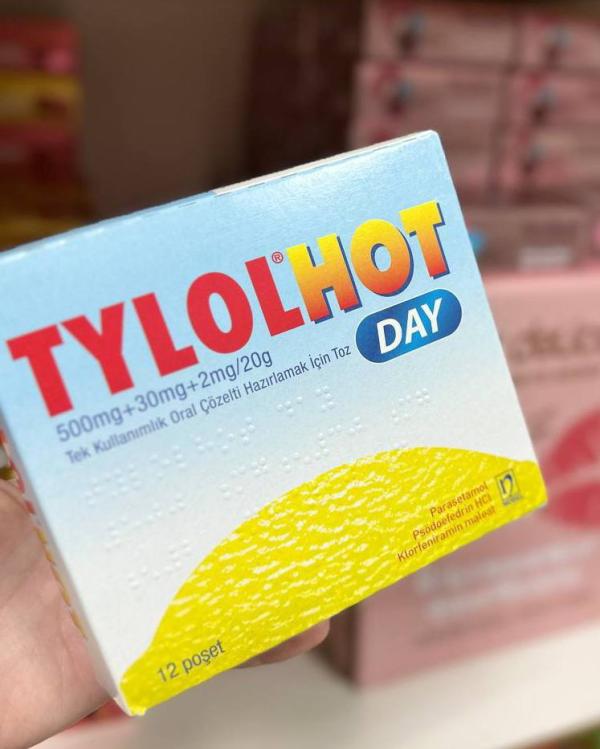 TYLOL®HOT
DAY
500mg+30mg+2mg/20g
Tek Kullanımlık Oral Çözelti Hazırlamak İçin Toz
Parasetamol
Psödoefedrin HCl
Klorfeniramin maleat
12 poşet